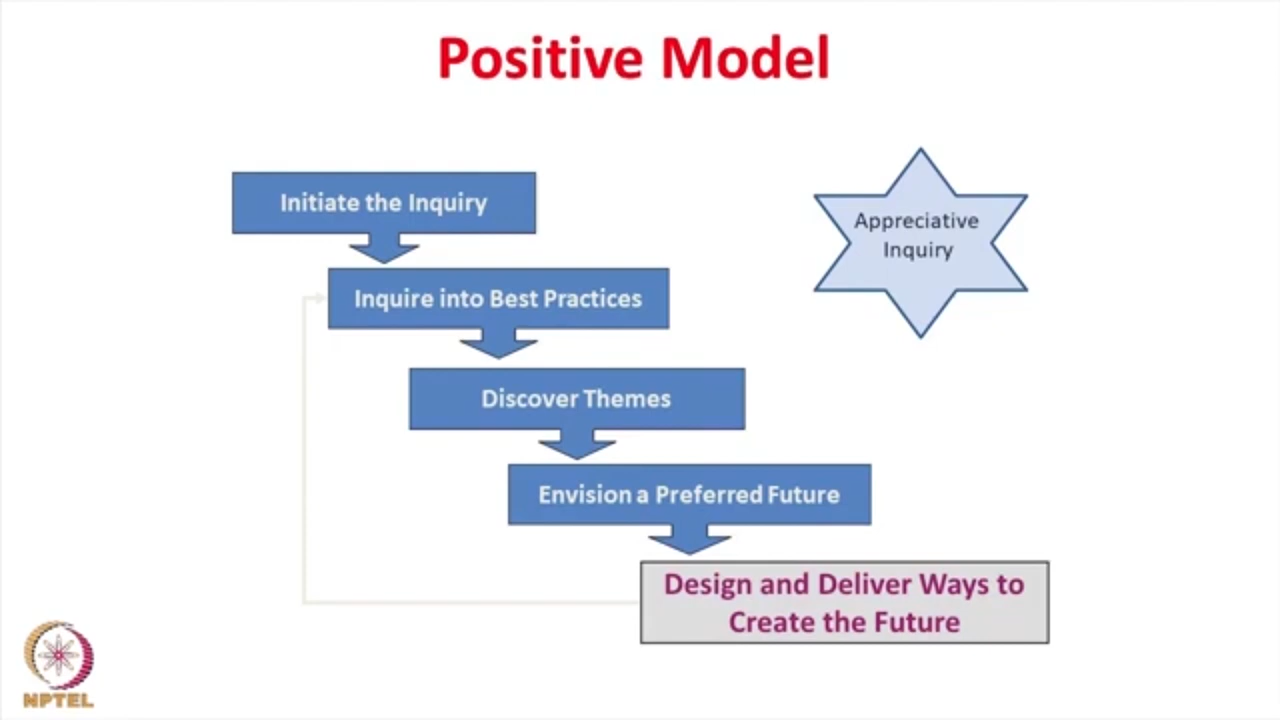 Positive Model
Initiate the Inquiry
Appreciative
Inquiry
Inquire into Best Practices
Discover Themes
Envision a Preferred Future
Design and Deliver Ways to
Create the Future
NPTEL